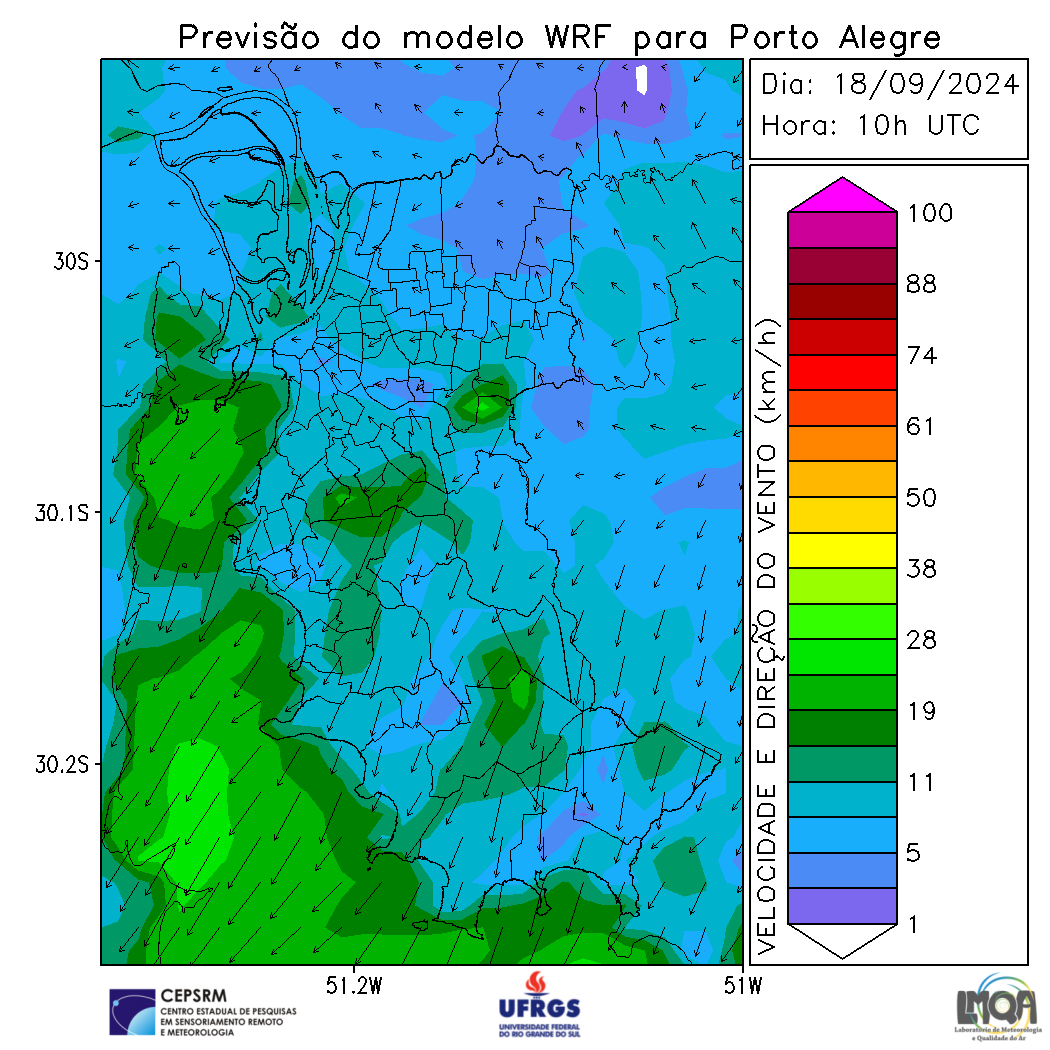 Previsão do modelo WRF para Porto Alegre
Dia: 18/09/2024
Hora: 10h UTC
30S
30.1S
30.2S
51.2W
51W
VELOCIDADE E DIREÇÃO DO VENTO (km/h)
100
88
74
61
50
38
28
19
11
5
1
CEPSRM
CENTRO ESTADUAL DE PESQUISAS
EM SENSORIAMENTO REMOTO
E METEOROLOGIA
UFRGS
UNIVERSIDADE FEDERAL
DO RIO GRANDE DO SUL
LMQA
Laboratório de Meteorologia
e Qualidade do Ar